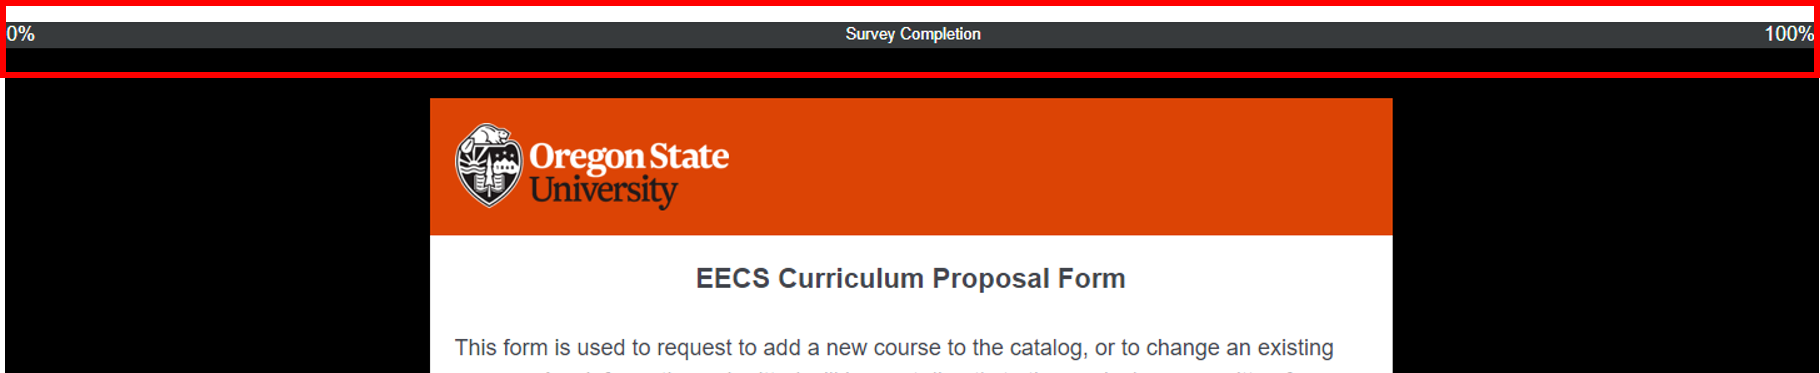 0% Survey Completion 100%
Oregon State
University
EECS Curriculum Proposal Form
This form is used to request to add a new course to the catalog, or to change an existing